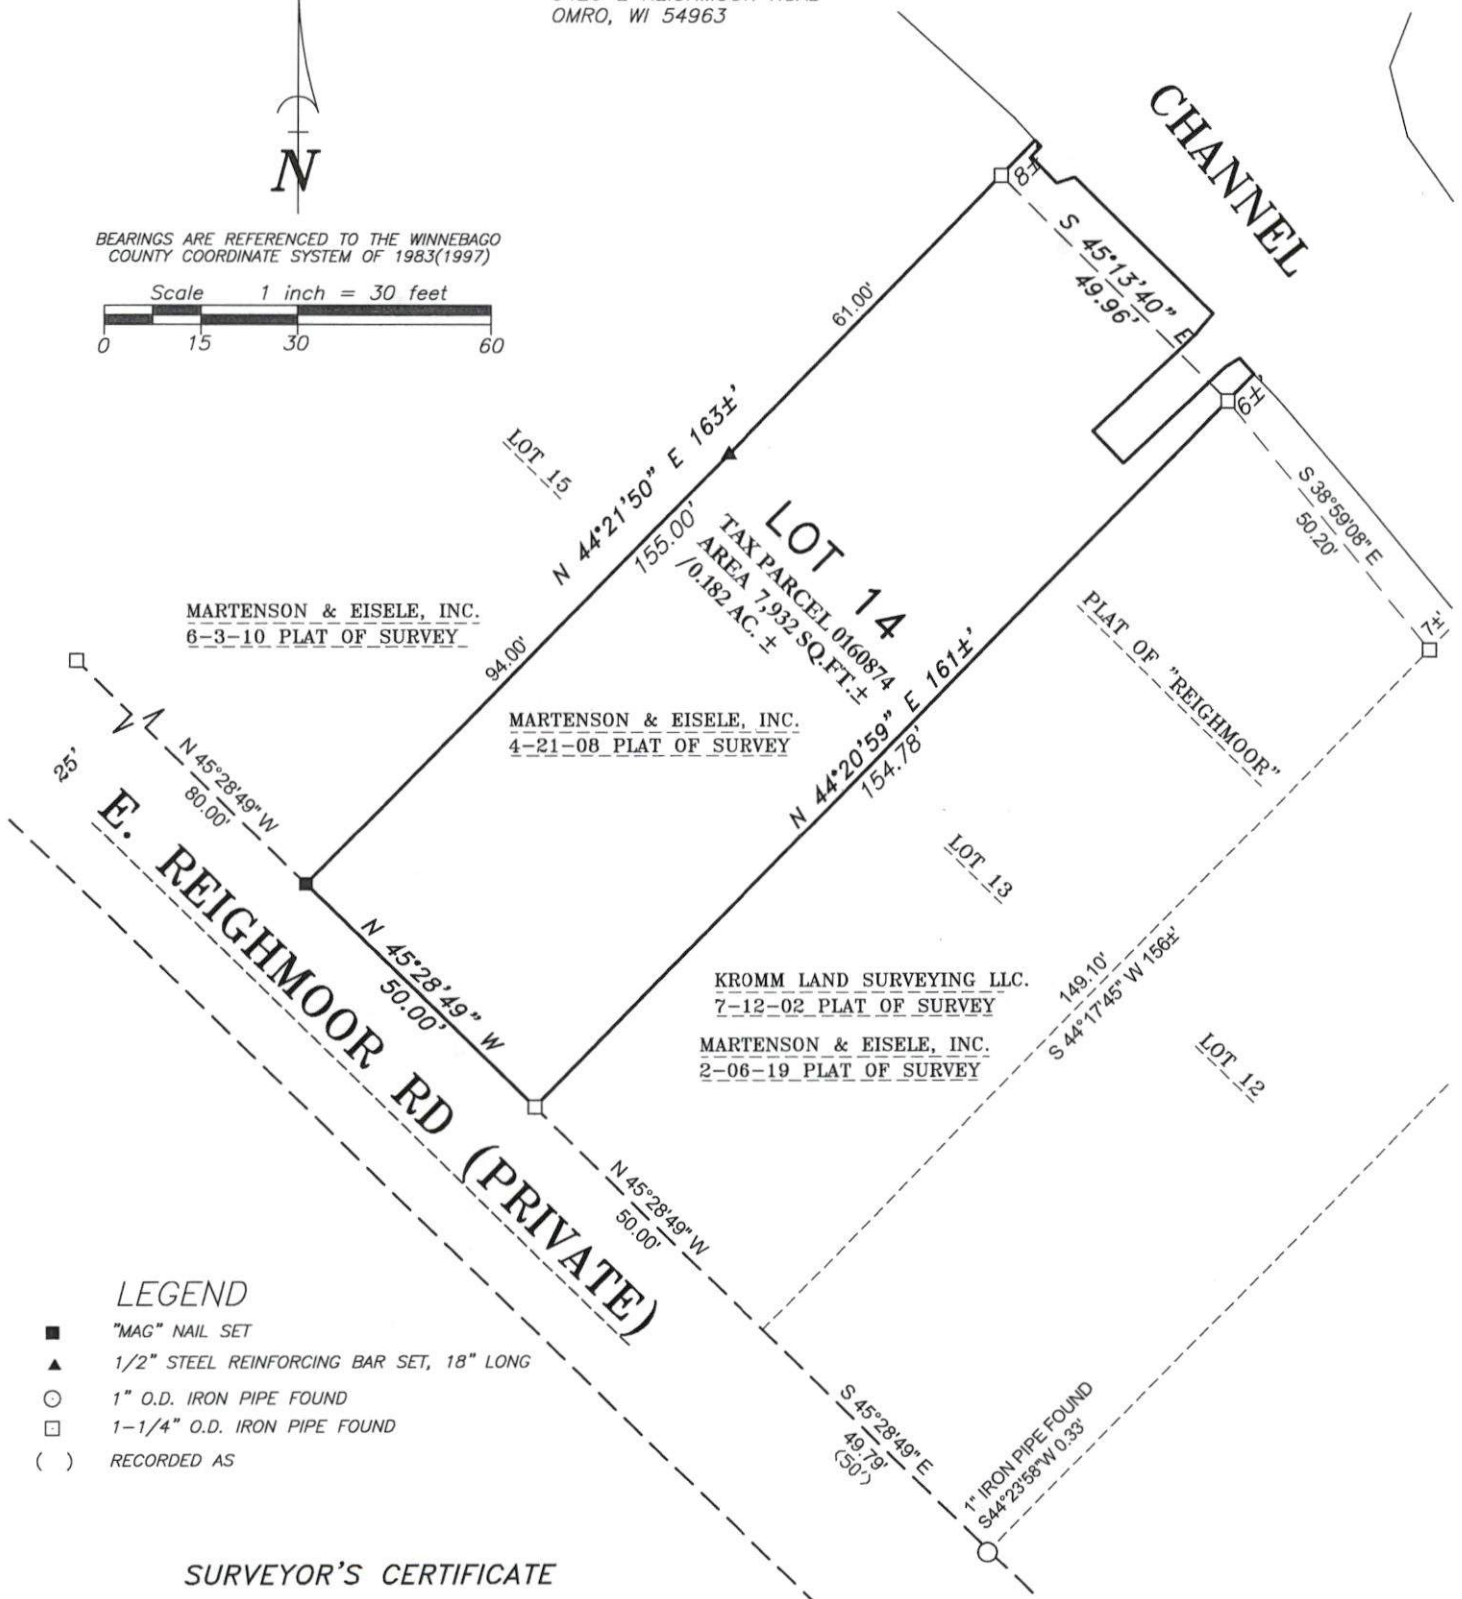 OMRO, WI 54963
N
BEARINGS ARE REFERENCED TO THE WINNEBAGO
COUNTY COORDINATE SYSTEM OF 1983(1997)
Scale 1 inch = 30 feet
0 15 30 60
CHANNEL
8±'
S 45°13'40" E
49.96'
6±'
S 38°59'08" E
50.20'
7±'
61.00'
N 44°21'50" E 163±'
155.00'
94.00'
LOT 15
LOT 14
TAX PARCEL 0160874
AREA 7,932 SQ.FT.±
/0.182 AC. ±
MARTENSON & EISELE, INC.
6-3-10 PLAT OF SURVEY
MARTENSON & EISELE, INC.
4-21-08 PLAT OF SURVEY
N 44°20'59" E 161±'
154.78'
PLAT OF "REIGHMOOR"
LOT 13
25'
N 45°28'49" W
80.00'
E. REIGHMOOR RD (PRIVATE)
N 45°28'49" W
50.00'
KROMM LAND SURVEYING LLC.
7-12-02 PLAT OF SURVEY
MARTENSON & EISELE, INC.
2-06-19 PLAT OF SURVEY
149.10'
S 44°17'45" W 156±'
LOT 12
N 45°28'49" W
50.00'
S 45°28'49" E
49.79'
(50')
1" IRON PIPE FOUND
S44°23'58"W 0.33'
LEGEND
"MAG" NAIL SET
1/2" STEEL REINFORCING BAR SET, 18" LONG
1" O.D. IRON PIPE FOUND
1-1/4" O.D. IRON PIPE FOUND
( ) RECORDED AS
SURVEYOR'S CERTIFICATE